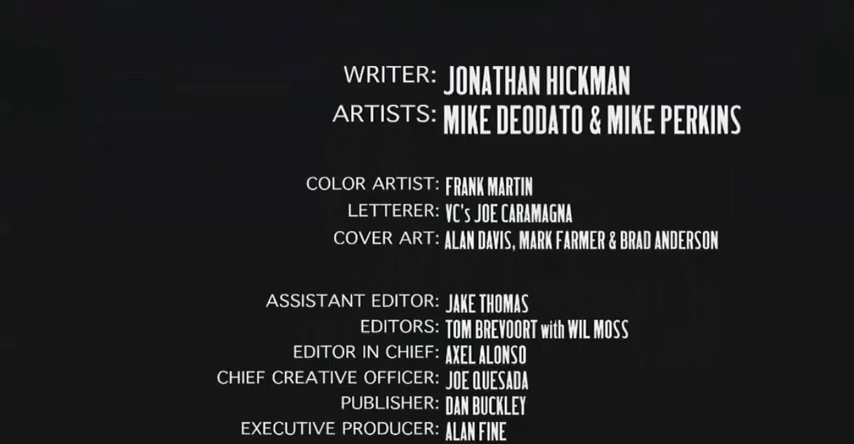 WRITER: JONATHAN HICKMAN
ARTISTS: MIKE DEODATO & MIKE PERKINS
COLOR ARTIST: FRANK MARTIN
LETTERER: VC's JOE CARAMAGNA
COVER ART: ALAN DAVIS, MARK FARMER & BRAD ANDERSON
ASSISTANT EDITOR: JAKE THOMAS
EDITORS: TOM BREVOORT with WIL MOSS
EDITOR IN CHIEF: AXEL ALONSO
CHIEF CREATIVE OFFICER: JOE QUESADA
PUBLISHER: DAN BUCKLEY
EXECUTIVE PRODUCER: ALAN FINE